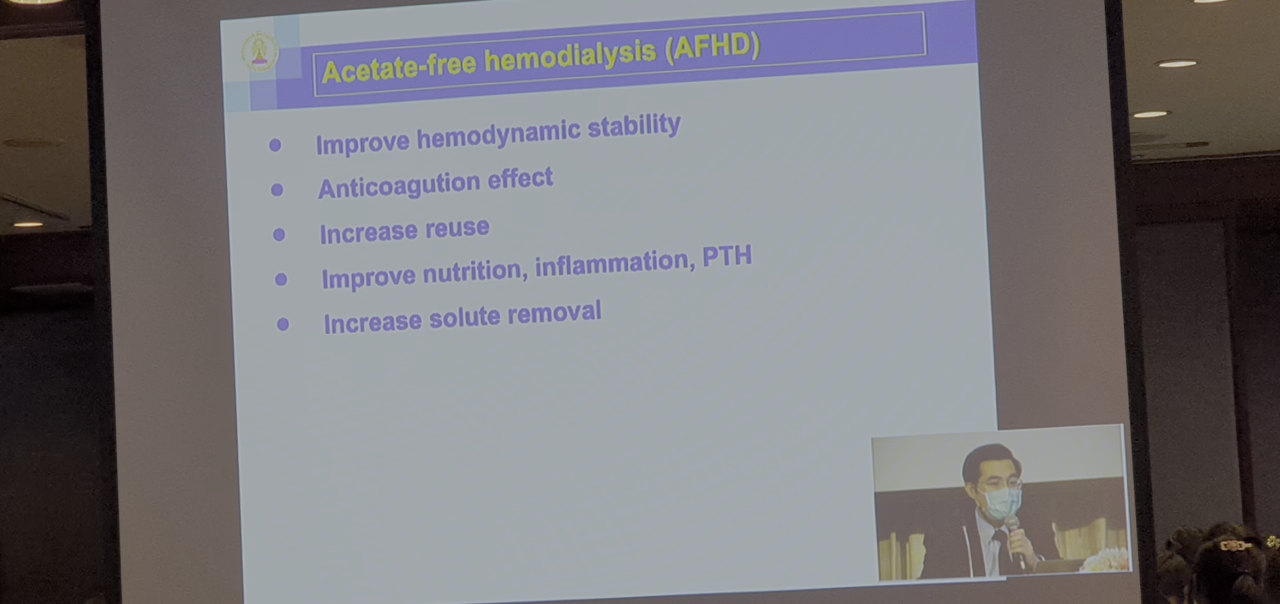 Acetate-free hemodialysis (AFHD)
• Improve hemodynamic stability
• Anticoagution effect
• Increase reuse
• Improve nutrition, inflammation, PTH
• Increase solute removal